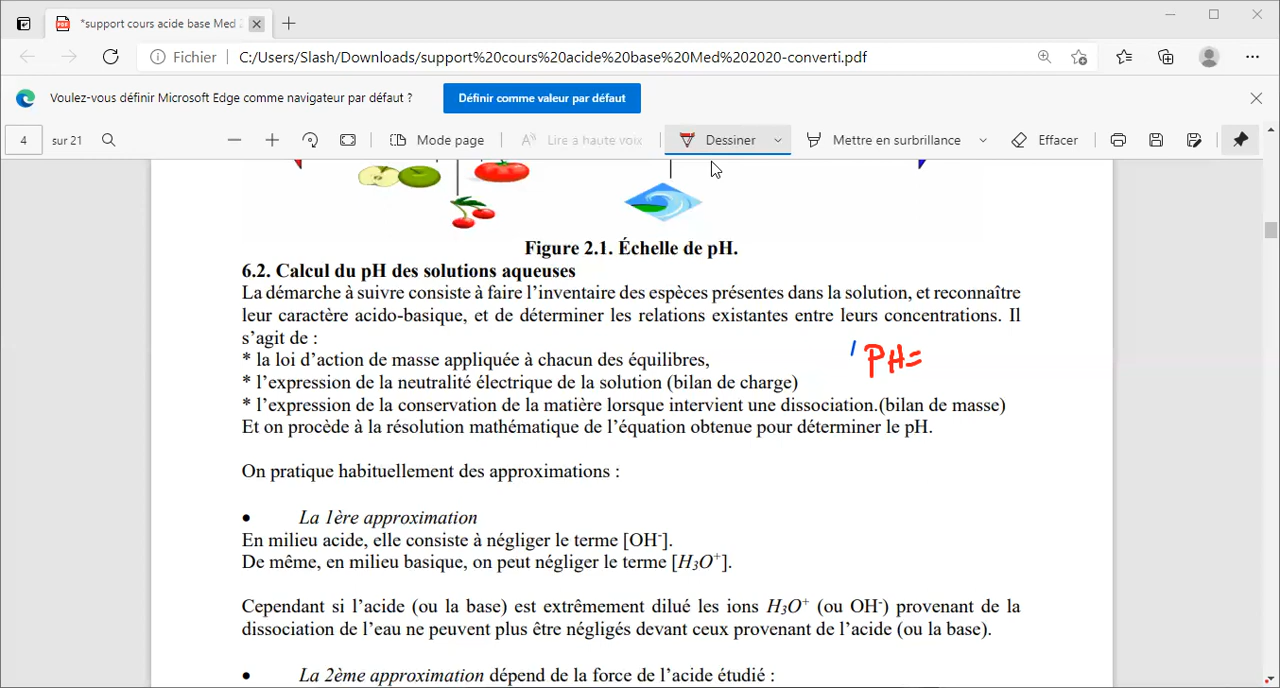 *support cours acide base Med 2
Fichier C:/Users/Slash/Downloads/support%20cours%20acide%20base%20Med%202020-converti.pdf
Voulez-vous définir Microsoft Edge comme navigateur par défaut ? Définir comme valeur par défaut
4 sur 21 Mode page Lire à haute voix Dessiner Mettre en surbrillance Effacer
Figure 2.1. Échelle de pH.
6.2. Calcul du pH des solutions aqueuses
La démarche à suivre consiste à faire l’inventaire des espèces présentes dans la solution, et reconnaître
leur caractère acido-basique, et de déterminer les relations existantes entre leurs concentrations. Il
s’agit de :
* la loi d’action de masse appliquée à chacun des équilibres,
PH=
* l’expression de la neutralité électrique de la solution (bilan de charge)
* l’expression de la conservation de la matière lorsque intervient une dissociation.(bilan de masse)
Et on procède à la résolution mathématique de l’équation obtenue pour déterminer le pH.
On pratique habituellement des approximations :
• La 1ère approximation
En milieu acide, elle consiste à négliger le terme [OH⁻].
De même, en milieu basique, on peut négliger le terme [H₃O⁺].
Cependant si l’acide (ou la base) est extrêmement dilué les ions H₃O⁺ (ou OH⁻) provenant de la
dissociation de l’eau ne peuvent plus être négligés devant ceux provenant de l’acide (ou la base).
• La 2ème approximation dépend de la force de l’acide étudié :